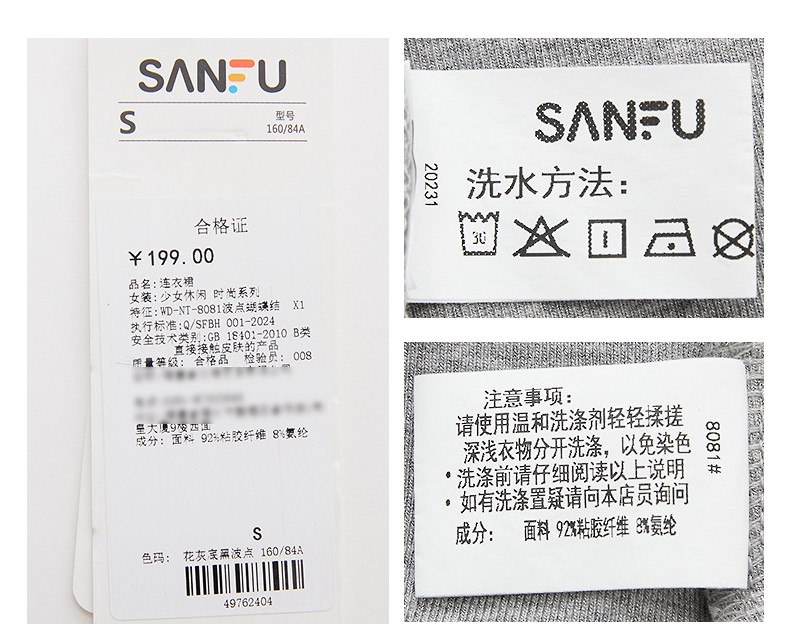 SANFU
S
型号
160/84A
合格证
￥199.00
品名:连衣裙
女装:少女休闲 时尚系列
特征:WD-NT-8081波点蝴蝶结 X1
执行标准:Q/SFBH 001-2024
安全技术类别:GB 18401-2010 B类
直接接触皮肤的产品
质量等级: 合格品 检验员: 008
皇大厦9楼西面
成分: 面料 92%粘胶纤维 8%氨纶
S
色码: 花灰底黑波点 160/84A
49762404
SANFU
20231
洗水方法:
30
注意事项:
请使用温和洗涤剂轻轻揉搓
深浅衣物分开洗涤，以免染色
·洗涤前请仔细阅读以上说明
·如有洗涤置疑请向本店员询问
成分: 面料 92%粘胶纤维 8%氨纶
8081#